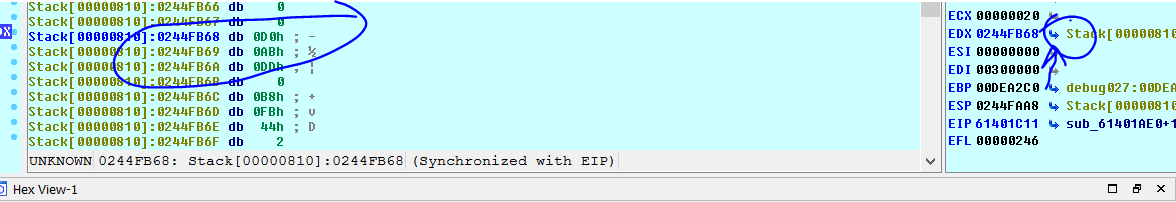 Stack[00000810]:0244FB66 db 0
Stack[00000810]:0244FB67 db 0
Stack[00000810]:0244FB68 db 0D0h ; -
Stack[00000810]:0244FB69 db 0ABh ; ½
Stack[00000810]:0244FB6A db 0DDh ; ¦
Stack[00000810]:0244FB6B db 0
Stack[00000810]:0244FB6C db 0B8h ; +
Stack[00000810]:0244FB6D db 0FBh ; v
Stack[00000810]:0244FB6E db 44h ; D
Stack[00000810]:0244FB6F db 2
UNKNOWN 0244FB68: Stack[00000810]:0244FB68 (Synchronized with EIP)
ECX 00000020
EDX 0244FB68 Stack[00000810
ESI 00000000
EDI 00300000
EBP 00DEA2C0 debug027:00DEA
ESP 0244FAA8 Stack[00000810
EIP 61401C11 sub_61401AE0+1
EFL 00000246
Hex View-1